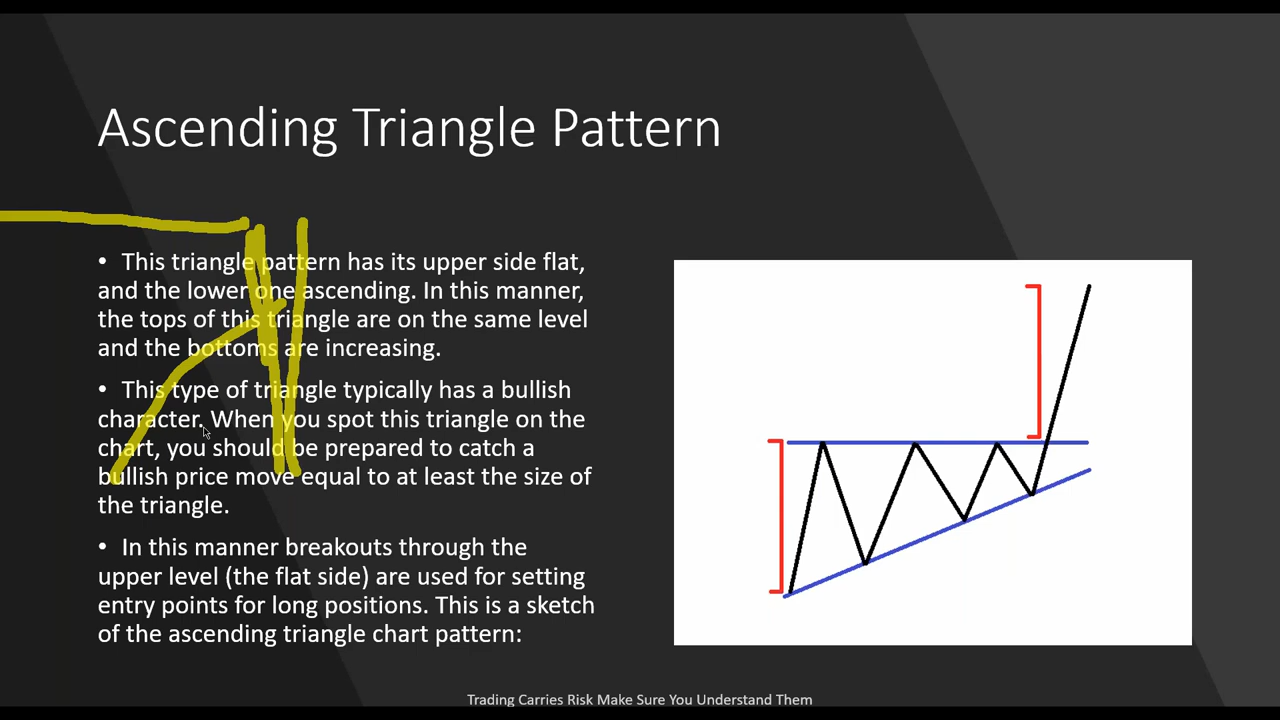 Ascending Triangle Pattern
• This triangle pattern has its upper side flat,
and the lower one ascending. In this manner,
the tops of this triangle are on the same level
and the bottoms are increasing.
• This type of triangle typically has a bullish
character. When you spot this triangle on the
chart, you should be prepared to catch a
bullish price move equal to at least the size of
the triangle.
• In this manner breakouts through the
upper level (the flat side) are used for setting
entry points for long positions. This is a sketch
of the ascending triangle chart pattern:
Trading Carries Risk Make Sure You Understand Them